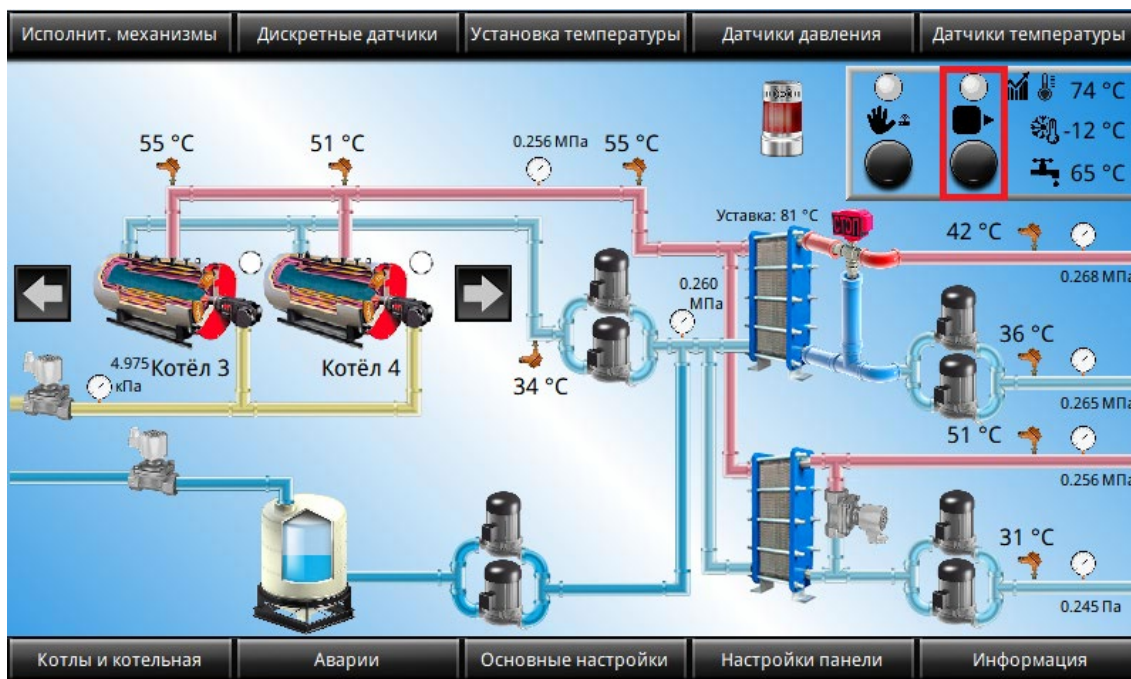 Исполнит. механизмы
Дискретные датчики
Установка температуры
Датчики давления
Датчики температуры
74 °C
-12 °C
65 °C
55 °C
51 °C
0.256 МПа
55 °C
Уставка: 81 °C
СТОП
42 °C
0.268 МПа
0.260
МПа
4.975
кПа
Котёл 3
Котёл 4
34 °C
36 °C
0.265 МПа
51 °C
0.256 МПа
31 °C
0.245 Па
Котлы и котельная
Аварии
Основные настройки
Настройки панели
Информация